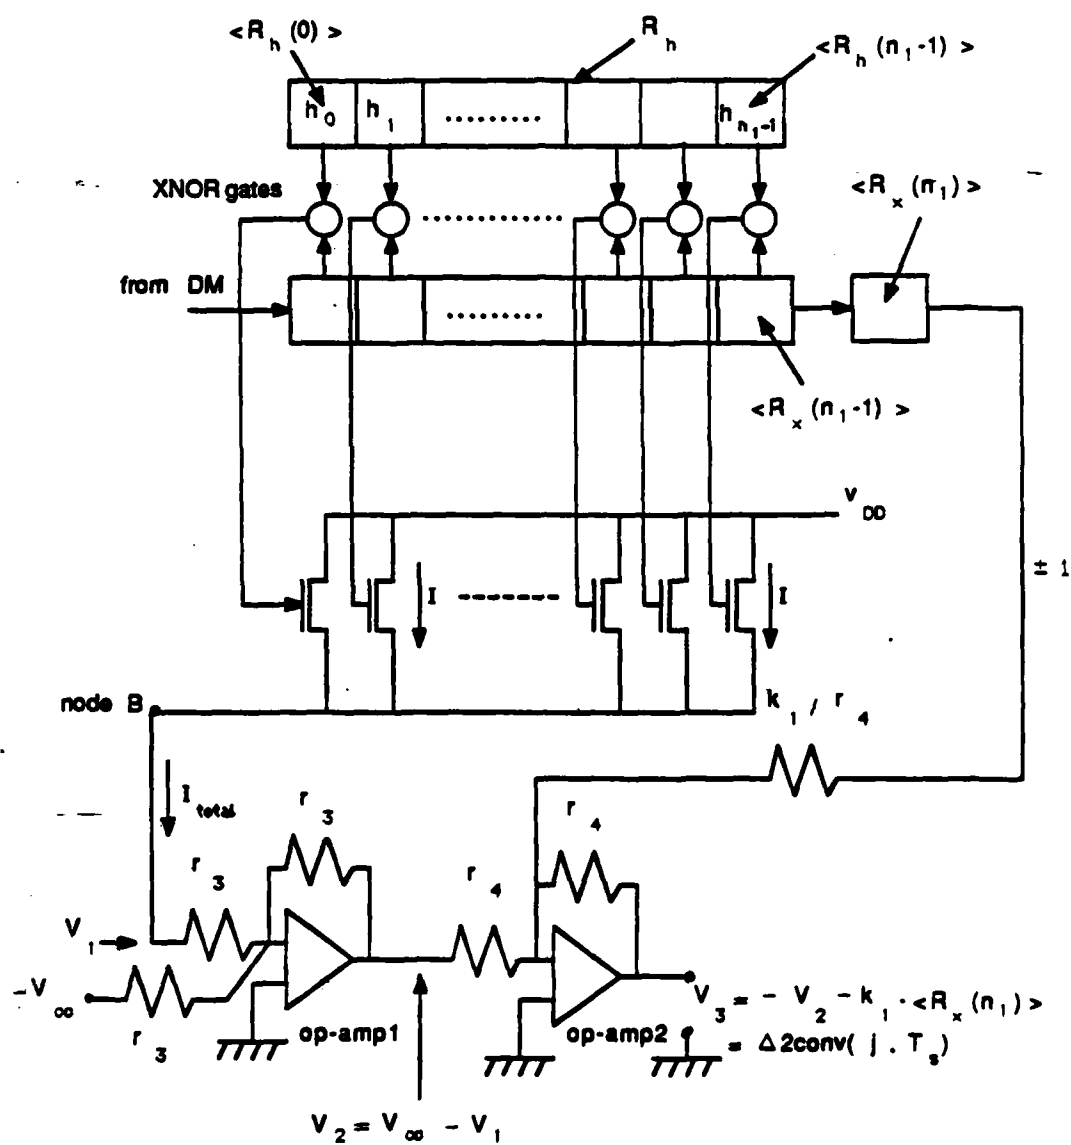 <R_h(0)>
R_h
<R_h(n_1-1)>
h_0
h_1
.........
h_{n_1-1}
XNOR gates
.............
<R_x(n_1)>
from DM
.........
<R_x(n_1-1)>
V_DD
± 1
I
I
node B
k_1 / r_4
I_total
r_3
r_4
r_3
r_4
V_1
-V_∞
r_3
op-amp1
op-amp2
V_3 = - V_2 - k_1 . <R_x(n_1)>
= Δ2conv( j . T_s)
V_2 = V_∞ - V_1